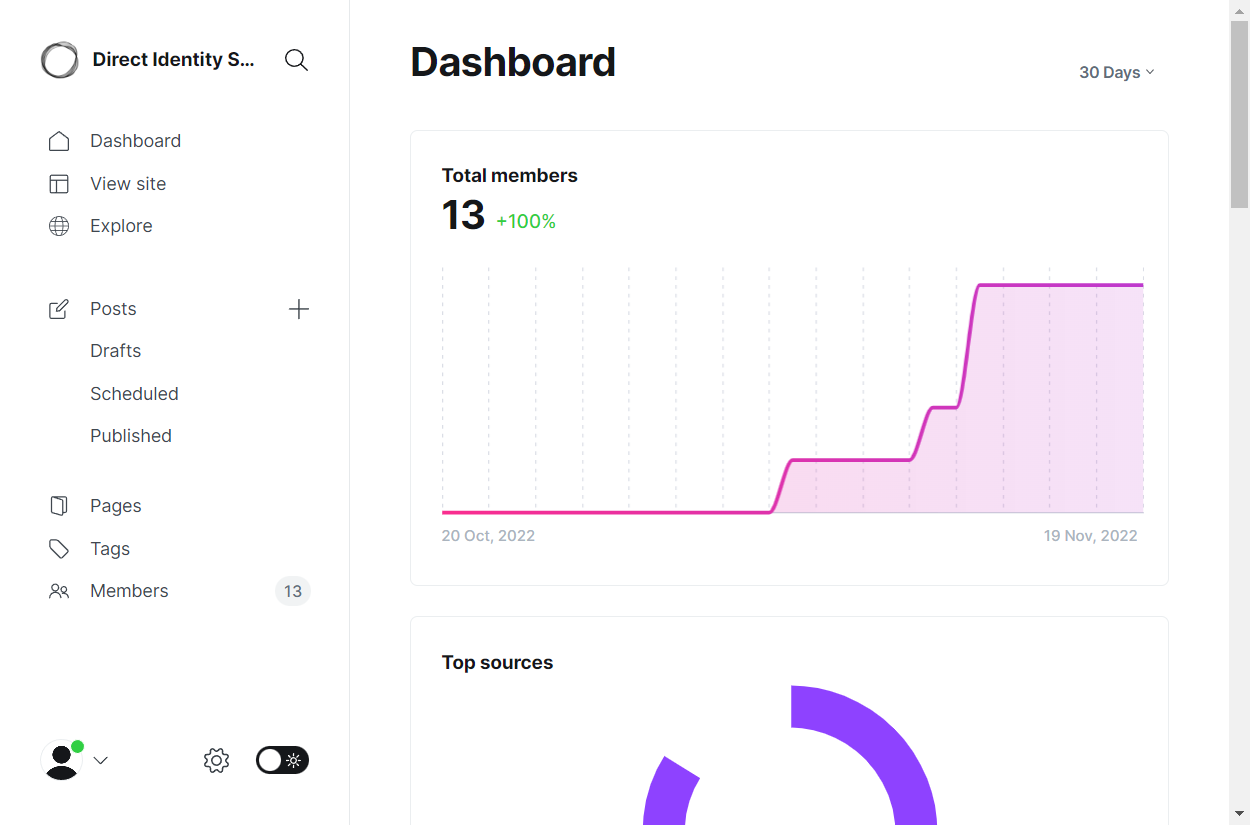 Direct Identity S...
Dashboard
View site
Explore
Posts
Drafts
Scheduled
Published
Pages
Tags
Members 13
Dashboard
30 Days
Total members
13 +100%
20 Oct, 2022 19 Nov, 2022
Top sources